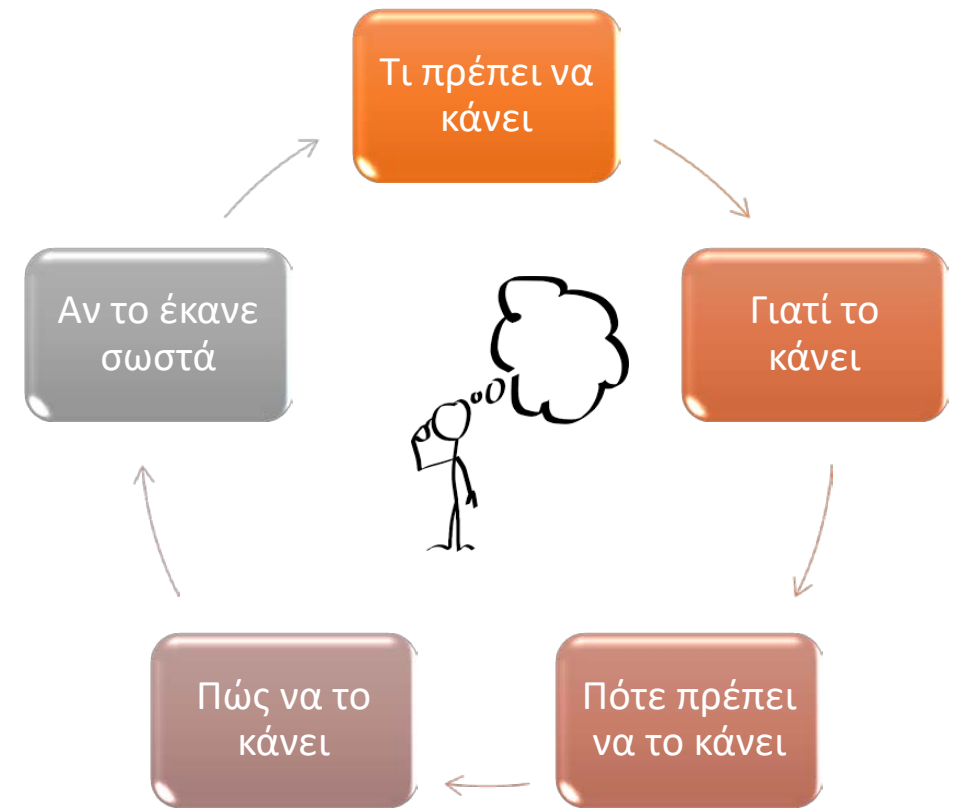 Τι πρέπει να
κάνει
Γιατί το
κάνει
Πότε πρέπει
να το κάνει
Πώς να το
κάνει
Αν το έκανε
σωστά